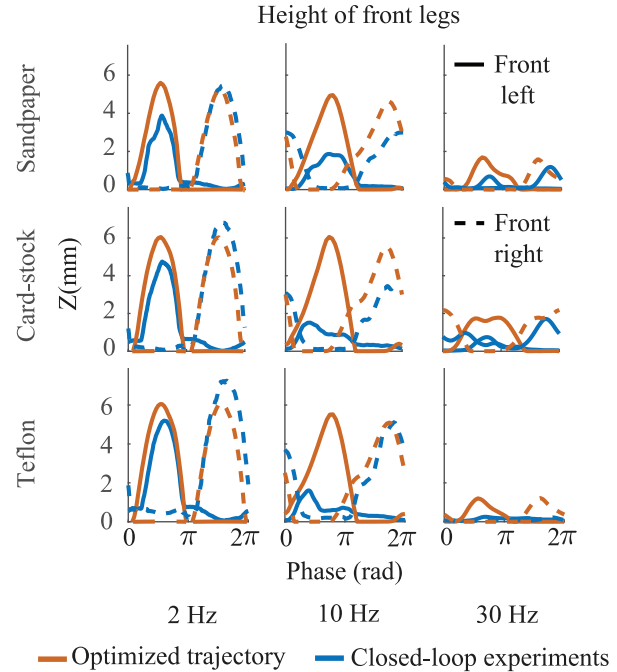 Height of front legs
Sandpaper
6
4
2
0
Front
left
Card-stock
Z(mm)
6
4
2
0
Front
right
Teflon
6
4
2
0
0 π 2π 0 π 2π 0 π 2π
Phase (rad)
2 Hz 10 Hz 30 Hz
Optimized trajectory Closed-loop experiments